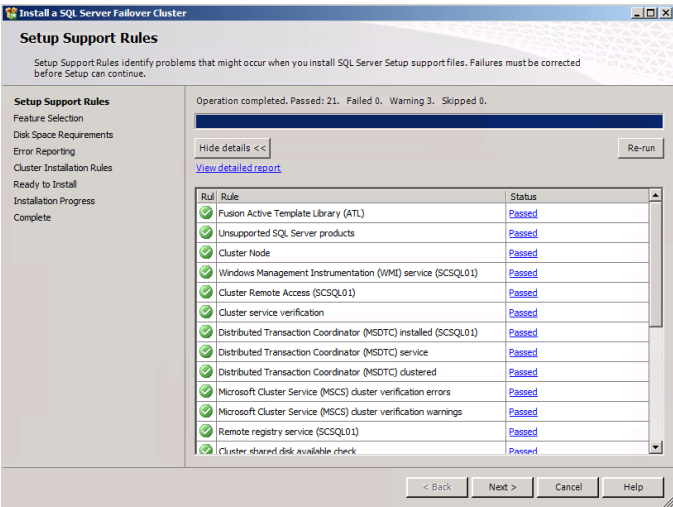 Install a SQL Server Failover Cluster
Setup Support Rules
Setup Support Rules identify problems that might occur when you install SQL Server Setup support files. Failures must be corrected
before Setup can continue.
Setup Support Rules
Feature Selection
Disk Space Requirements
Error Reporting
Cluster Installation Rules
Ready to Install
Installation Progress
Complete
Operation completed. Passed: 21. Failed 0. Warning 3. Skipped 0.
Hide details <<
Re-run
View detailed report
Rul Rule Status
Fusion Active Template Library (ATL) Passed
Unsupported SQL Server products Passed
Cluster Node Passed
Windows Management Instrumentation (WMI) service (SCSQL01) Passed
Cluster Remote Access (SCSQL01) Passed
Cluster service verification Passed
Distributed Transaction Coordinator (MSDTC) installed (SCSQL01) Passed
Distributed Transaction Coordinator (MSDTC) service Passed
Distributed Transaction Coordinator (MSDTC) clustered Passed
Microsoft Cluster Service (MSCS) cluster verification errors Passed
Microsoft Cluster Service (MSCS) cluster verification warnings Passed
Remote registry service (SCSQL01) Passed
Cluster shared disk available check Passed
< Back Next > Cancel Help